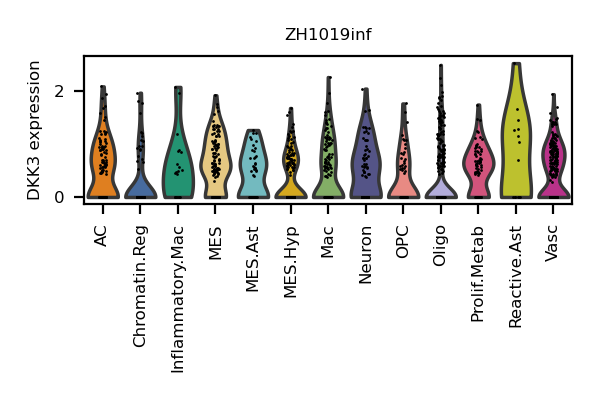 ZH1019inf
DKK3 expression
2
0
AC
Chromatin.Reg
Inflammatory.Mac
MES
MES.Ast
MES.Hyp
Mac
Neuron
OPC
Oligo
Prolif.Metab
Reactive.Ast
Vasc